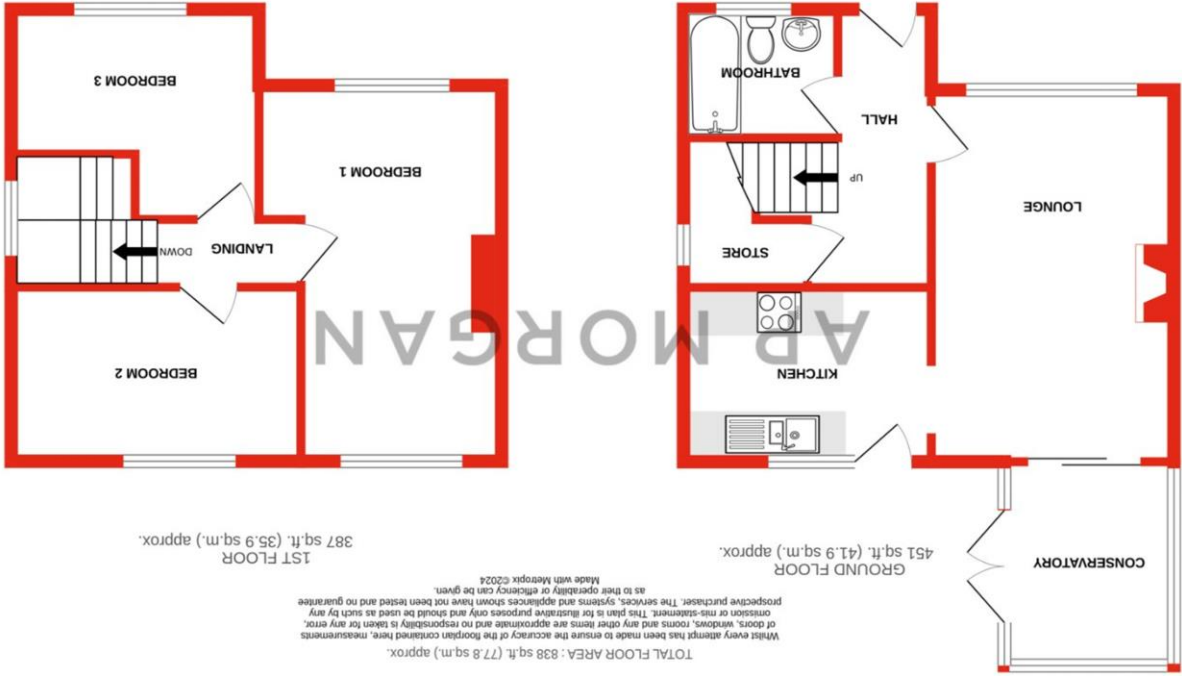 TOTAL FLOOR AREA : 838 sq.ft. (77.8 sq.m.) approx.
Whilst every attempt has been made to ensure the accuracy of the floorplan contained here, measurements
of doors, windows, rooms and any other items are approximate and no responsibility is taken for any error,
omission or mis-statement. This plan is for illustrative purposes only and should be used as such by any
prospective purchaser. The services, systems and appliances shown have not been tested and no guarantee
as to their operability or efficiency can be given.
Made with Metropix ©2024
GROUND FLOOR
451 sq.ft. (41.9 sq.m.) approx.
1ST FLOOR
387 sq.ft. (35.9 sq.m.) approx.
CONSERVATORY
KITCHEN
LOUNGE
STORE
UP
HALL
BATHROOM
BEDROOM 2
LANDING
DOWN
BEDROOM 1
BEDROOM 3
AP MORGAN